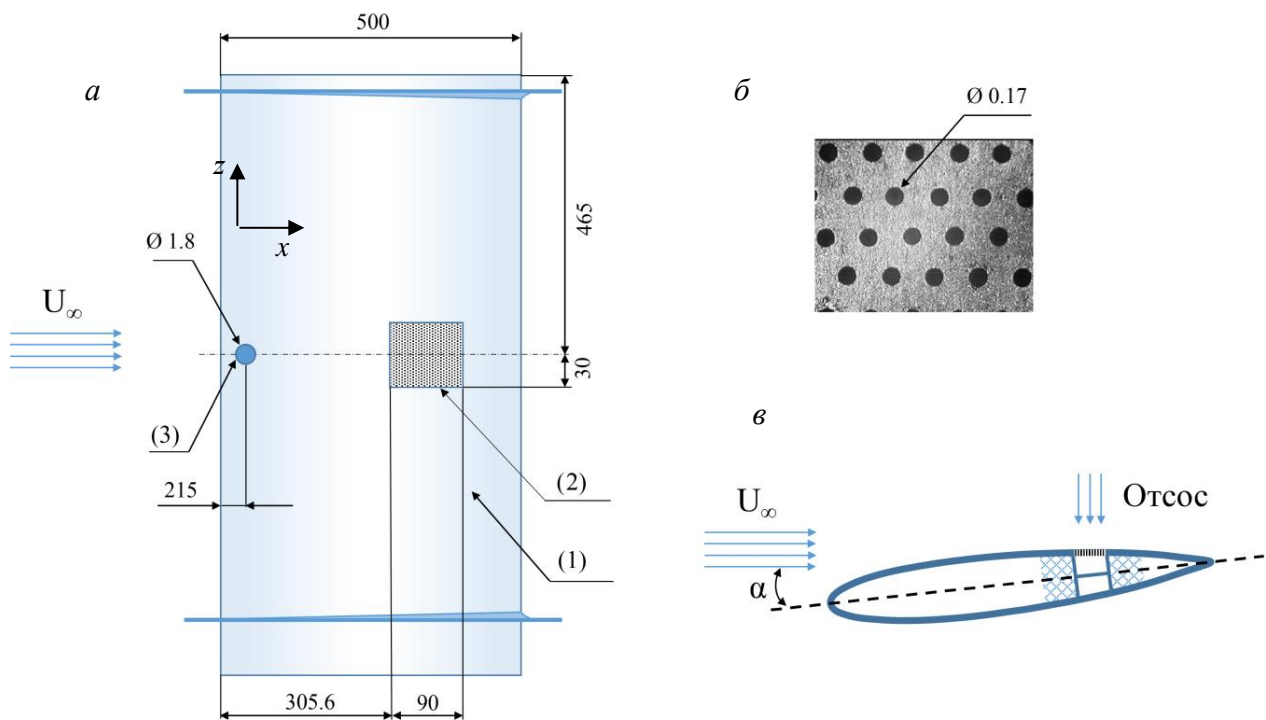 500
а
z
x
Ø 1.8
U∞
465
30
(3)
215
(2)
(1)
305.6
90
б
Ø 0.17
в
U∞
Отсос
α